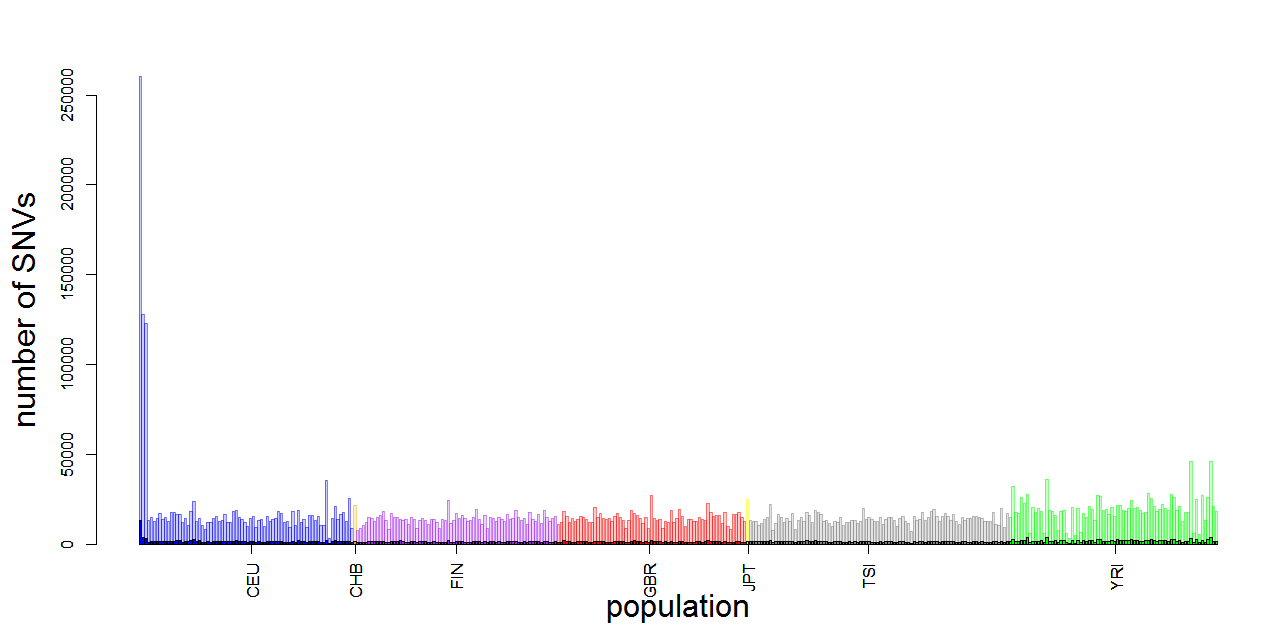 number of SNVs
250000
200000
150000
100000
50000
0
CEU
CHB
FIN
GBR
JPT
TSI
YRI
population